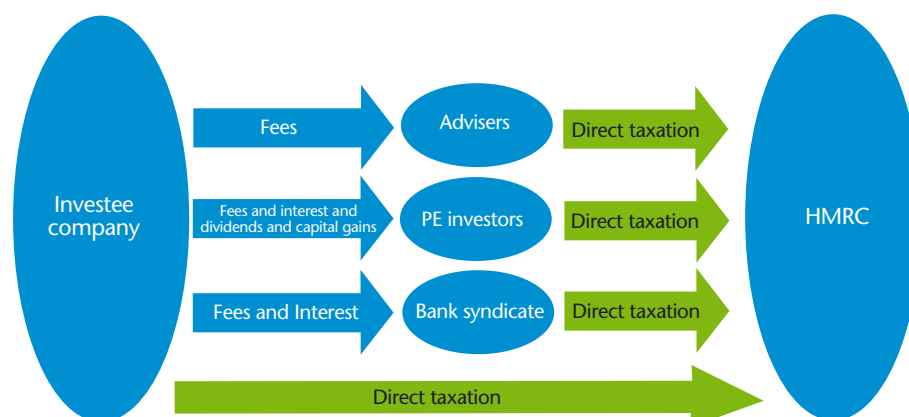 Fees
Advisers
Direct taxation
Investee
company
Fees and interest and
dividends and capital gains
PE investors
Direct taxation
HMRC
Fees and Interest
Bank syndicate
Direct taxation
Direct taxation